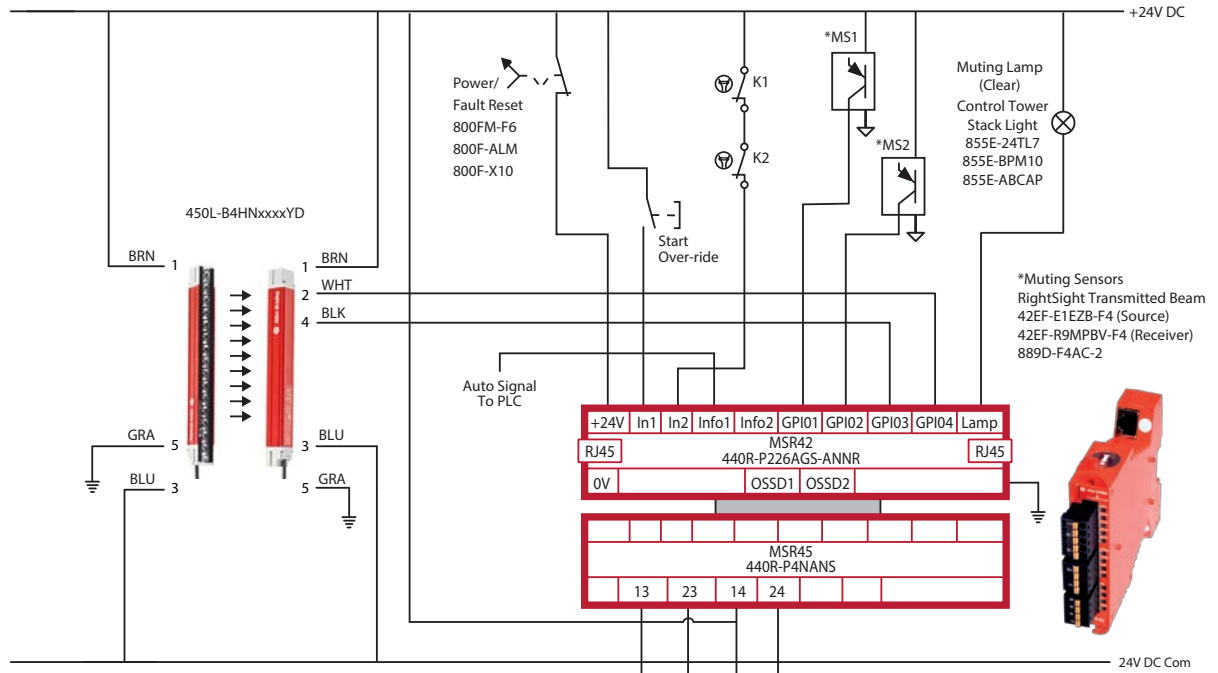 +24V DC
*MS1
Power/
Fault Reset
800FM-F6
800F-ALM
800F-X10
K1
K2
*MS2
Muting Lamp
(Clear)
Control Tower
Stack Light
855E-24TL7
855E-BPM10
855E-ABCAP
450L-B4HNxxxxYD
Start
Over-ride
BRN 1
1 BRN
2 WHT
4 BLK
*Muting Sensors
RightSight Transmitted Beam
42EF-E1EZB-F4 (Source)
42EF-R9MPBV-F4 (Receiver)
889D-F4AC-2
Auto Signal
To PLC
+24V In1 In2 Info1 Info2 GPI01 GPI02 GPI03 GPI04 Lamp
RJ45 MSR42 RJ45
440R-P226AGS-ANNR
0V OSSD1 OSSD2
GRA 5
3 BLU
BLU 3
5 GRA
MSR45
440R-P4NANS
13 23 14 24
24V DC Com